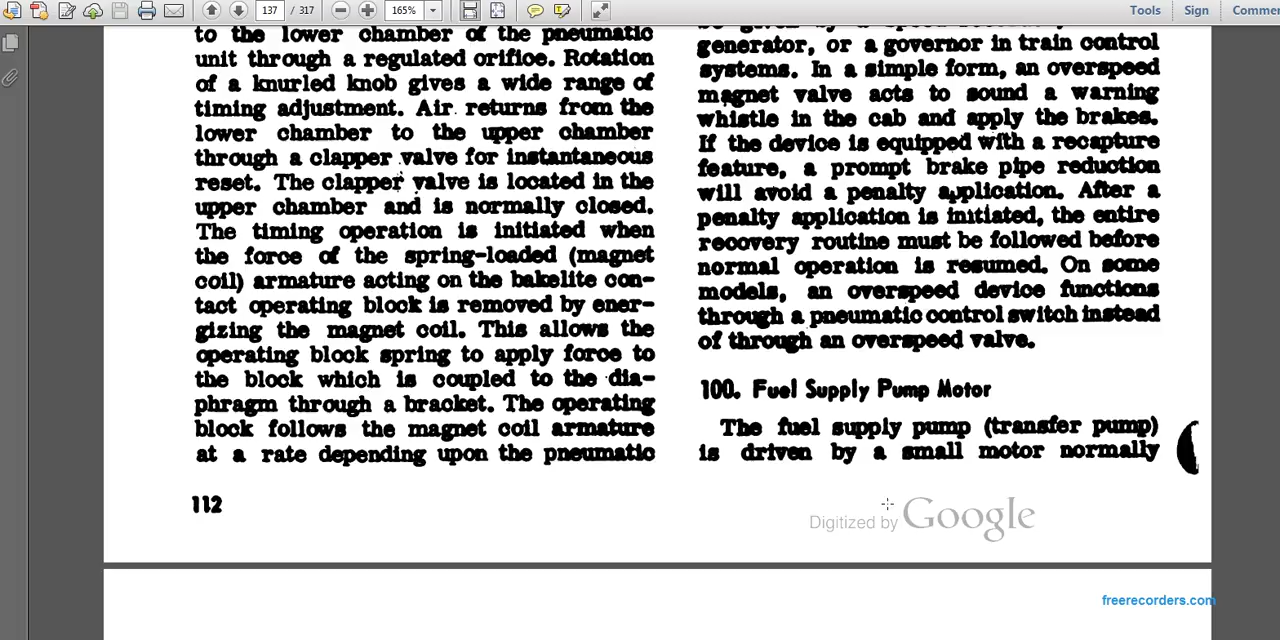 137 / 317
165%
Tools
Sign
Comme
to the lower chamber of the pneumatic
unit through a regulated orifice. Rotation
of a knurled knob gives a wide range of
timing adjustment. Air returns from the
lower chamber to the upper chamber
through a clapper valve for instantaneous
reset. The clapper valve is located in the
upper chamber and is normally closed.
The timing operation is initiated when
the force of the spring-loaded (magnet
coil) armature acting on the bakelite con-
tact operating block is removed by ener-
gizing the magnet coil. This allows the
operating block spring to apply force to
the block which is coupled to the dia-
phragm through a bracket. The operating
block follows the magnet coil armature
at a rate depending upon the pneumatic
112
generator, or a governor in train control
systems. In a simple form, an overspeed
magnet valve acts to sound a warning
whistle in the cab and apply the brakes.
If the device is equipped with a recapture
feature, a prompt brake pipe reduction
will avoid a penalty application. After a
penalty application is initiated, the entire
recovery routine must be followed before
normal operation is resumed. On some
models, an overspeed device functions
through a pneumatic control switch instead
of through an overspeed valve.
100. Fuel Supply Pump Motor
The fuel supply pump (transfer pump)
is driven by a small motor normally
Digitized by Google
freerecorders.com